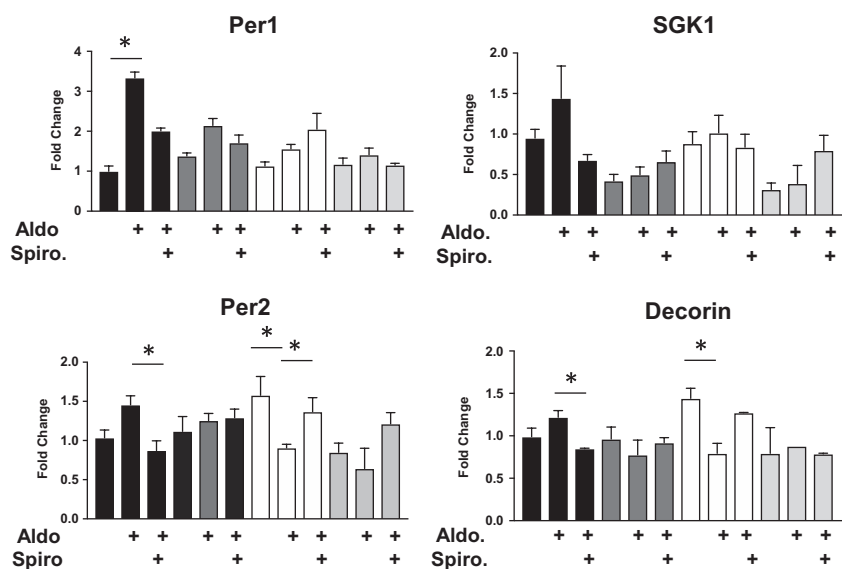 Per1
Fold Change
4
3
2
1
0
*
Aldo + + + + + + + +
Spiro. + + + +
SGK1
Fold Change
2.0
1.5
1.0
0.5
0.0
Aldo. + + + + + + + +
Spiro. + + + +
Per2
Fold Change
2.0
1.5
1.0
0.5
0.0
* * *
Aldo + + + + + + + +
Spiro + + + +
Decorin
Fold Change
2.0
1.5
1.0
0.5
0.0
* *
Aldo. + + + + + + + +
Spiro. + + + +